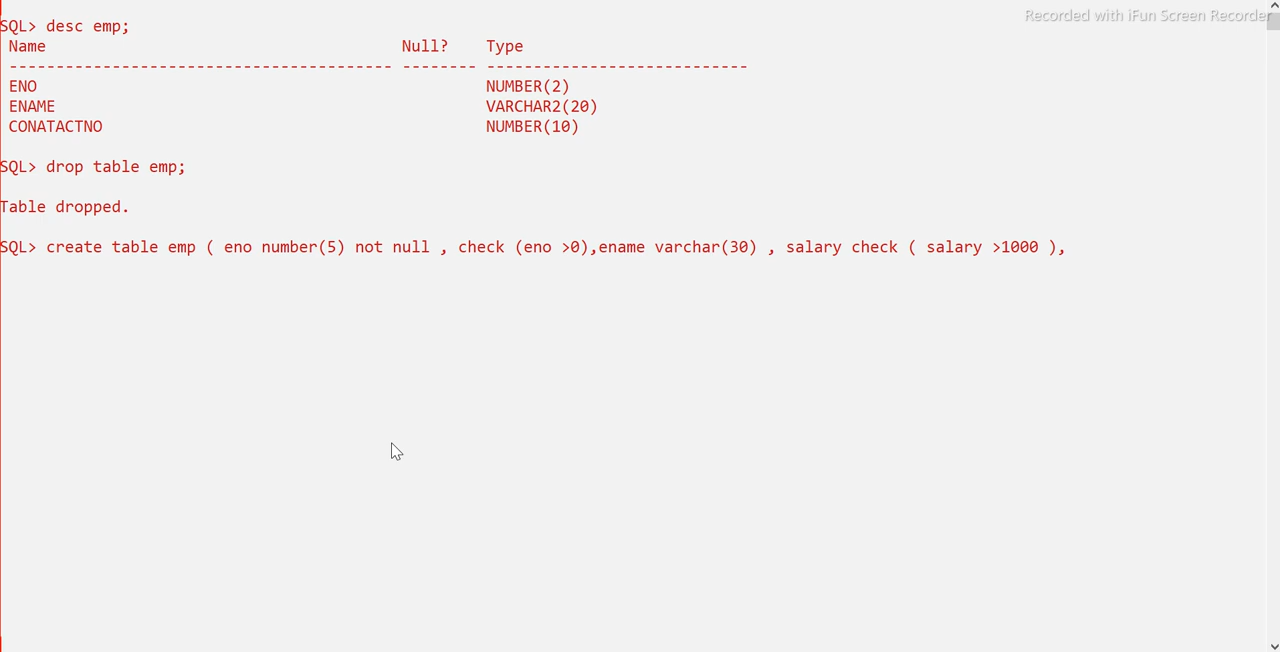 Recorded with iFun Screen Recorder
SQL> desc emp;
Name Null? Type
----------------------------------------- -------- ----------------------------
ENO NUMBER(2)
ENAME VARCHAR2(20)
CONATACTNO NUMBER(10)
SQL> drop table emp;
Table dropped.
SQL> create table emp ( eno number(5) not null , check (eno >0),ename varchar(30) , salary check ( salary >1000 ),